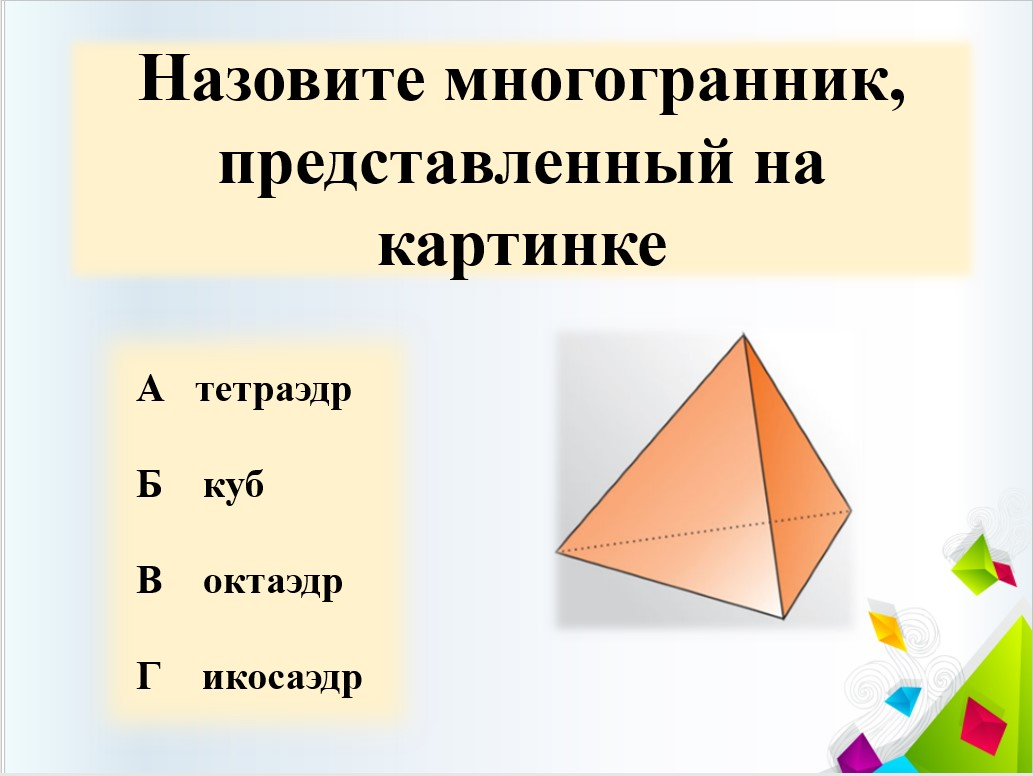 Назовите многогранник,
представленный на
картинке
А тетраэдр
Б куб
В октаэдр
Г икосаэдр